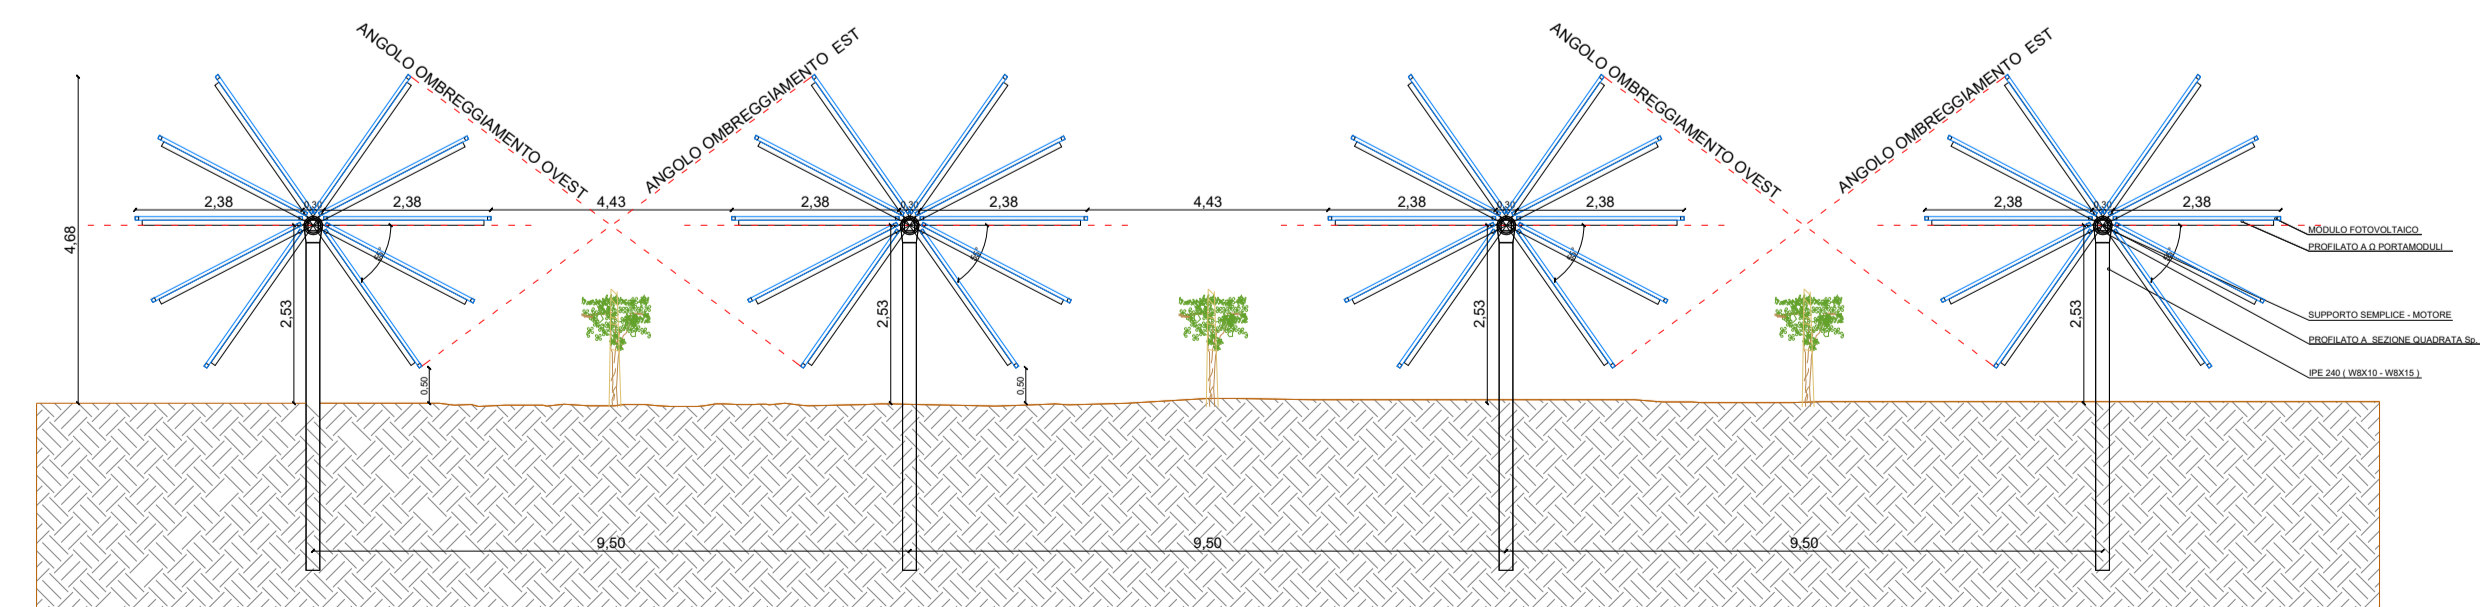 ANGOLO OMBREGGIAMENTO OVEST
ANGOLO OMBREGGIAMENTO EST
ANGOLO OMBREGGIAMENTO OVEST
ANGOLO OMBREGGIAMENTO EST
2,38
0,30
2,38
4,43
2,38
0,30
2,38
4,43
2,38
0,30
2,38
2,38
0,30
2,38
4,68
MODULO FOTOVOLTAICO
PROFILATO A Ω PORTAMODULI
2,53
2,53
2,53
2,53
SUPPORTO SEMPLICE - MOTORE
PROFILATO A SEZIONE QUADRATA Sp.
IPE 240 ( W8X10 - W8X15 )
0,50
0,50
9,50
9,50
9,50